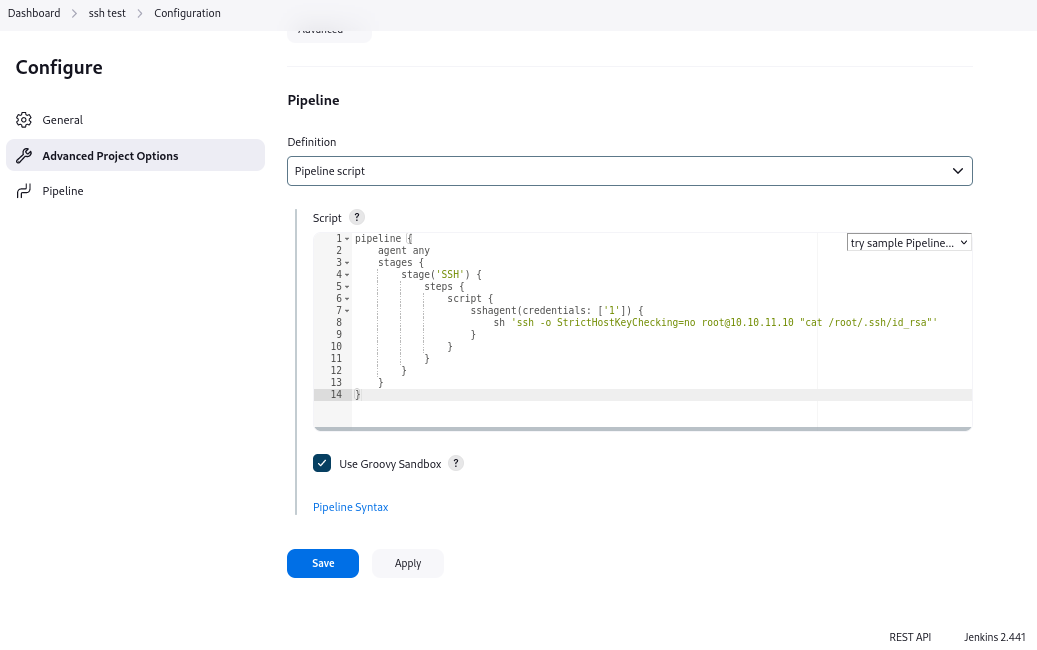 Dashboard > ssh test > Configuration
Advanced
Configure
General
Advanced Project Options
Pipeline
Pipeline
Definition
Pipeline script
Script ?
try sample Pipeline...
1 pipeline {
2     agent any
3     stages {
4         stage('SSH') {
5             steps {
6                 script {
7                     sshagent(credentials: ['1']) {
8                         sh 'ssh -o StrictHostKeyChecking=no root@10.10.11.10 "cat /root/.ssh/id_rsa"'
9                     }
10                 }
11             }
12         }
13     }
14 }
Use Groovy Sandbox ?
Pipeline Syntax
Save
Apply
REST API
Jenkins 2.441